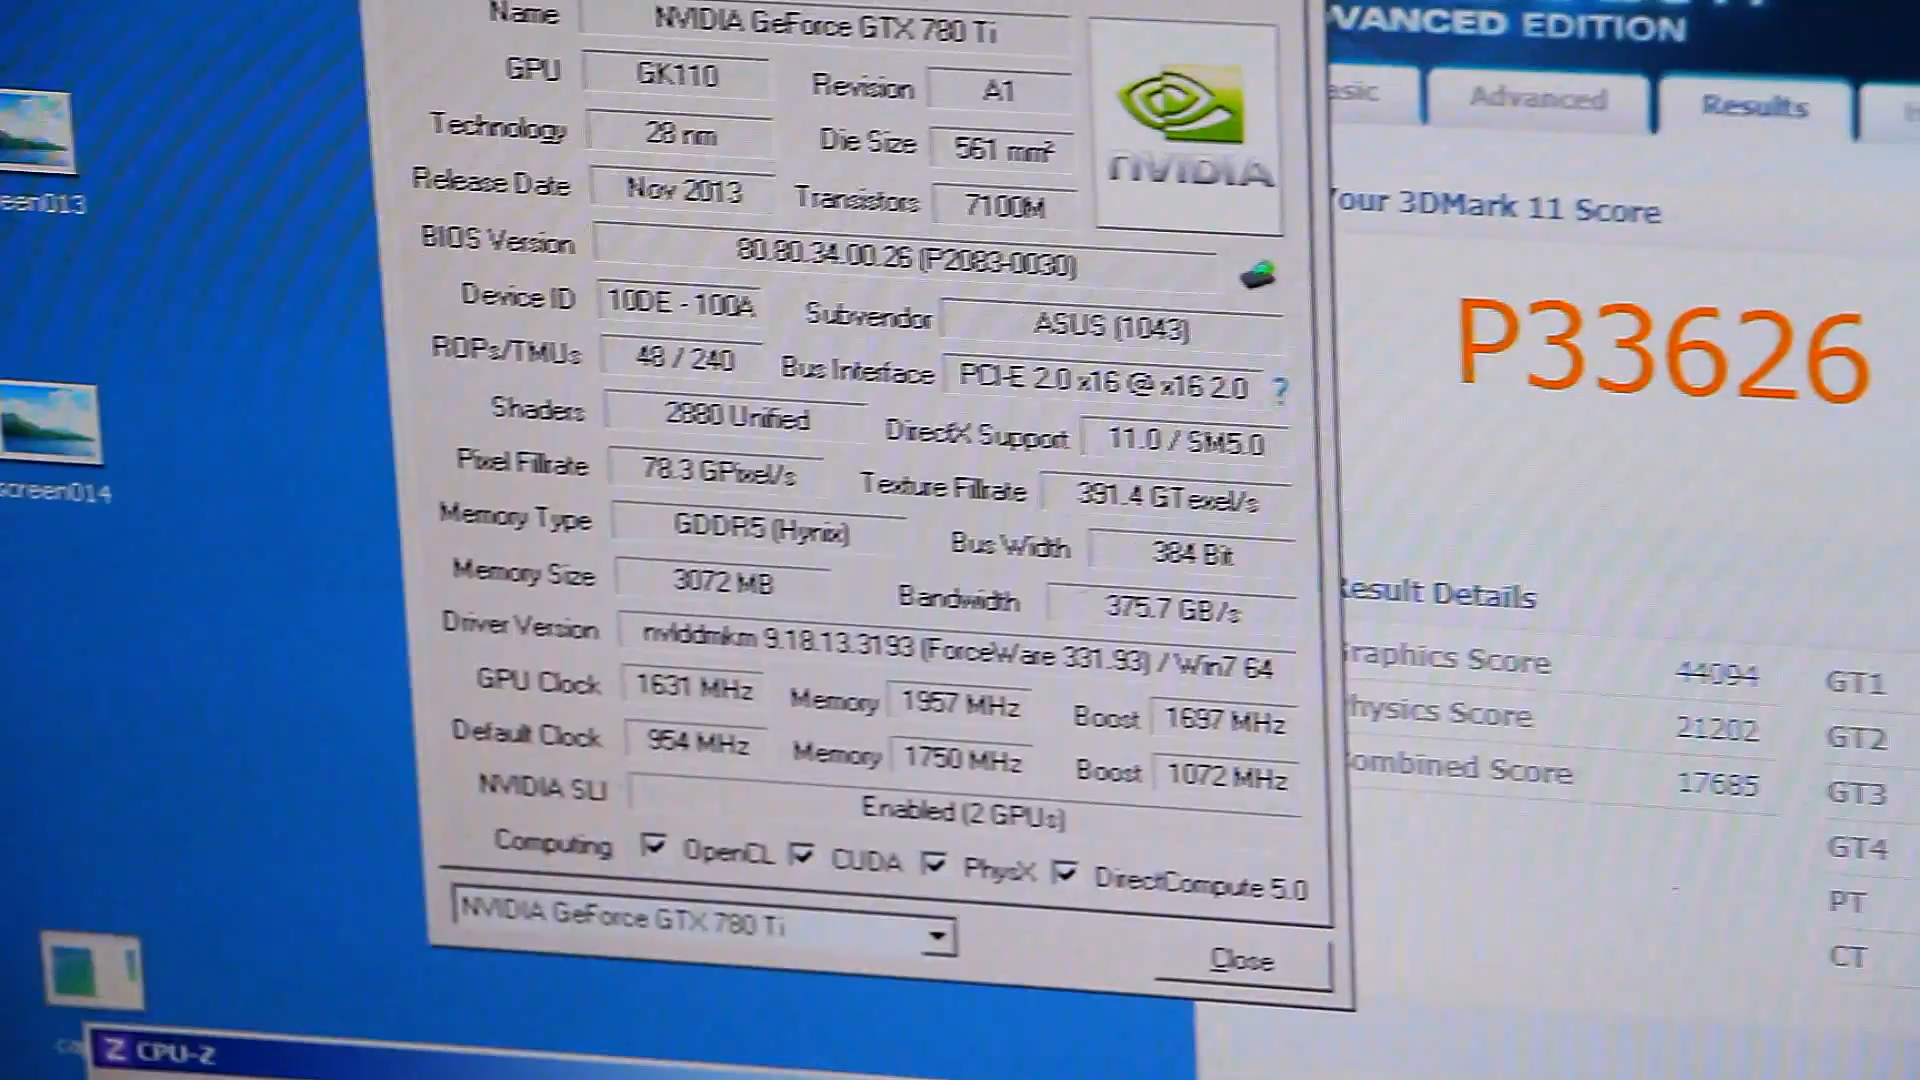 Name NVIDIA GeForce GTX 780 Ti
GPU GK110 Revision A1
Technology 28 nm Die Size 561 mm²
Release Date Nov 2013 Transistors 7100M
BIOS Version 80.80.34.00.26 (P2083-0030)
Device ID 10DE - 100A Subvendor ASUS (1043)
ROPs/TMUs 48 / 240 Bus Interface PCI-E 2.0 x16 @ x16 2.0 ?
Shaders 2880 Unified DirectX Support 11.0 / SM5.0
Pixel Fillrate 78.3 GPixel/s Texture Fillrate 391.4 GTexel/s
Memory Type GDDR5 (Hynix) Bus Width 384 Bit
Memory Size 3072 MB Bandwidth 375.7 GB/s
Driver Version nvlddmkm 9.18.13.3193 (ForceWare 331.93) / Win7 64
GPU Clock 1631 MHz Memory 1957 MHz Boost 1697 MHz
Default Clock 954 MHz Memory 1750 MHz Boost 1072 MHz
NVIDIA SLI Enabled (2 GPUs)
Computing OpenCL CUDA PhysX DirectCompute 5.0
NVIDIA GeForce GTX 780 Ti
Close
NVIDIA
VANCED EDITION
asic Advanced Results
Your 3DMark 11 Score
P33626
Result Details
Graphics Score 44094 GT1
Physics Score 21202 GT2
Combined Score 17685 GT3
GT4
PT
CT
een013
screen014
CPU-Z